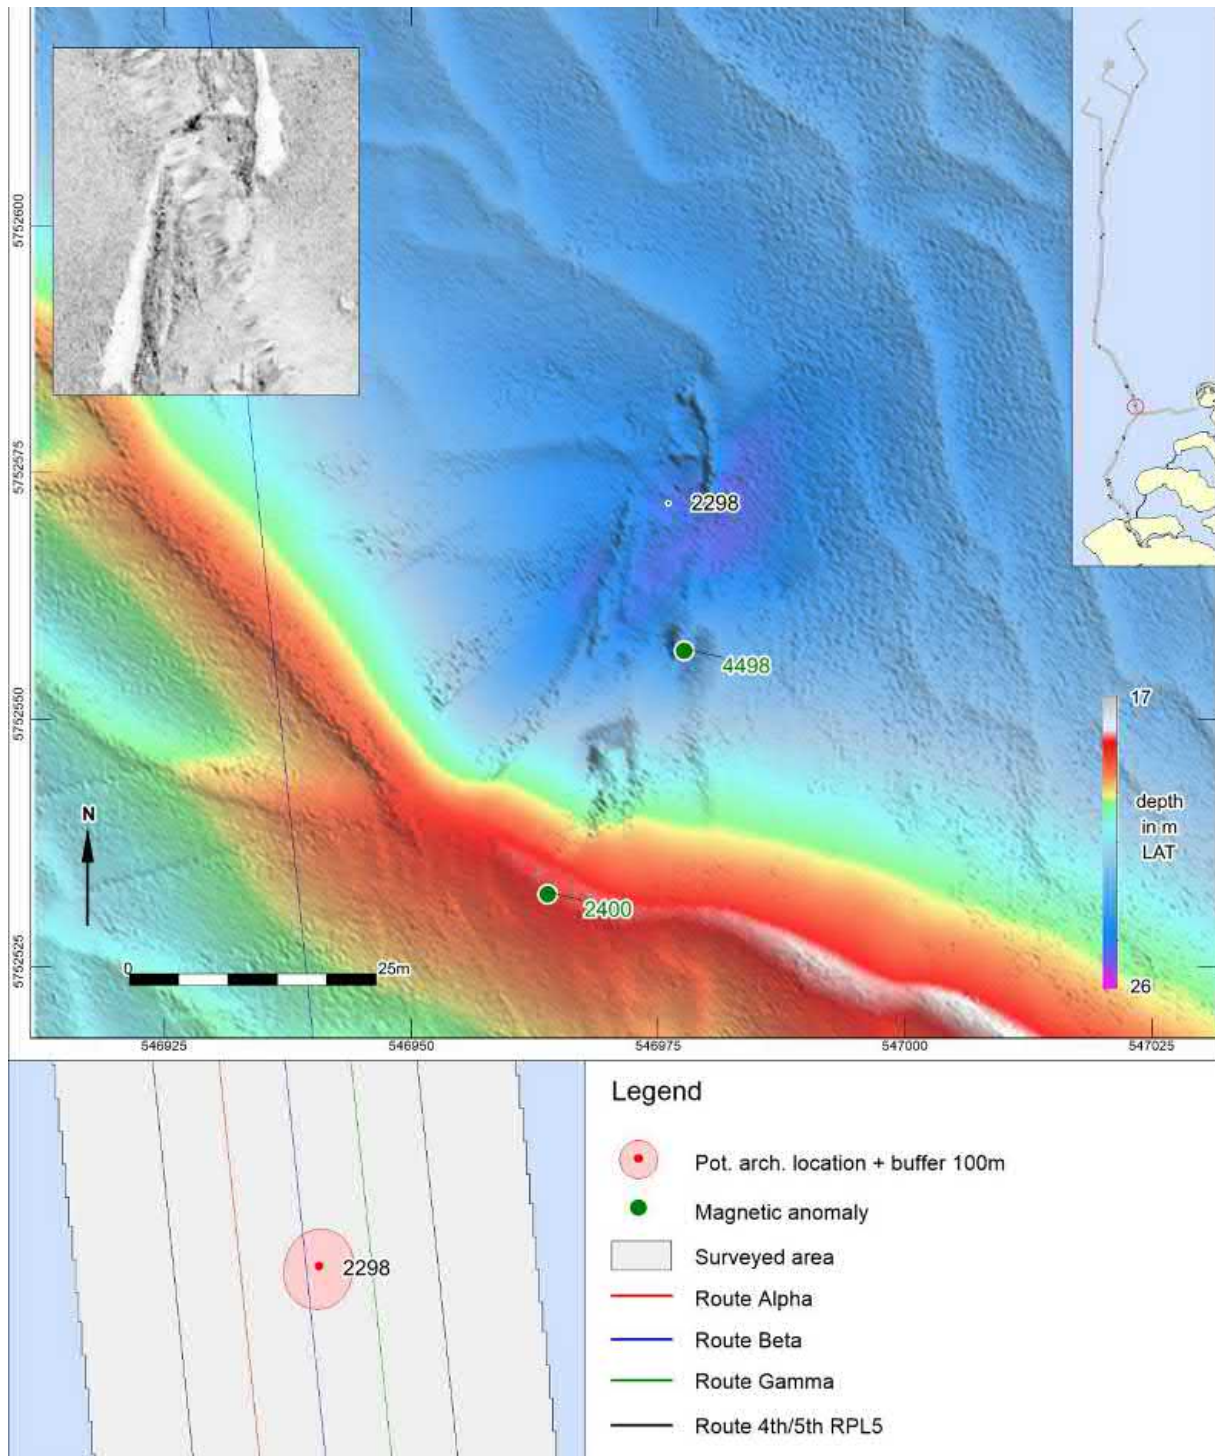 5752600
5752575
5752550
5752525
2298
4498
2400
17
depth
in m
LAT
26
N
0
25m
546925
546950
546975
547000
547025
2298
Legend
Pot. arch. location + buffer 100m
Magnetic anomaly
Surveyed area
Route Alpha
Route Beta
Route Gamma
Route 4th/5th RPL5